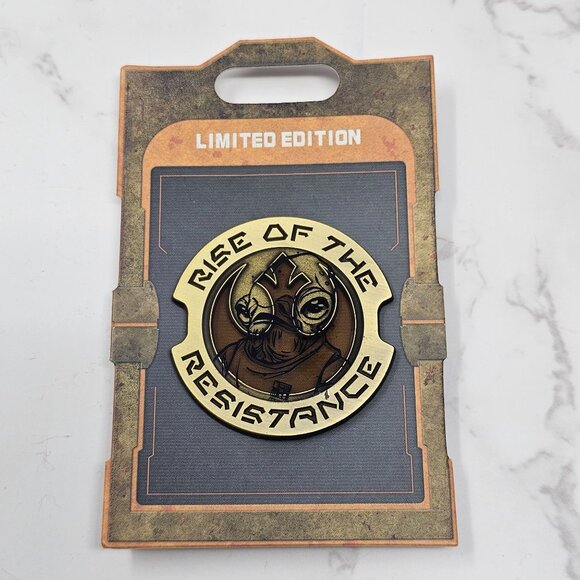 LIMITED EDITION
RISE OF THE
RESISTANCE